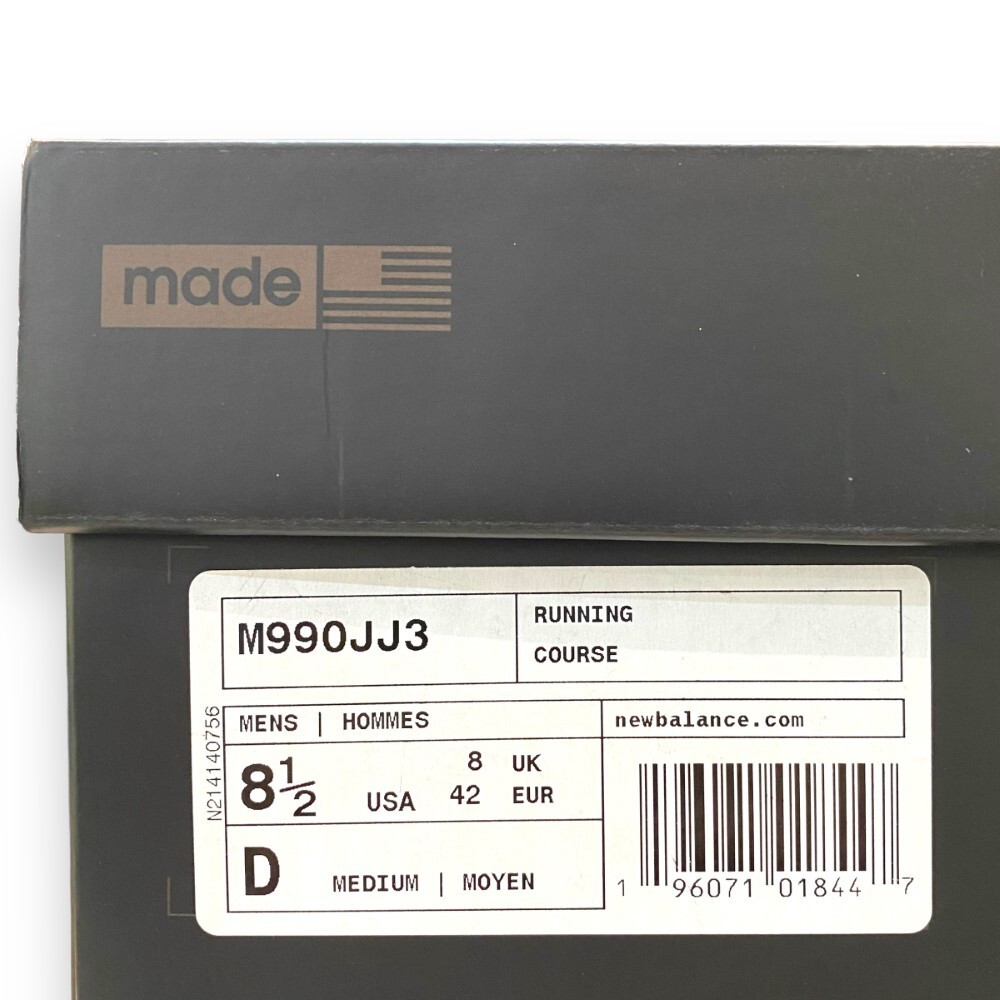 made
M990JJ3
RUNNING
COURSE
N214140756
MENS | HOMMES
newbalance.com
8½ USA
8 UK
42 EUR
D MEDIUM | MOYEN
1 96071 01844 7